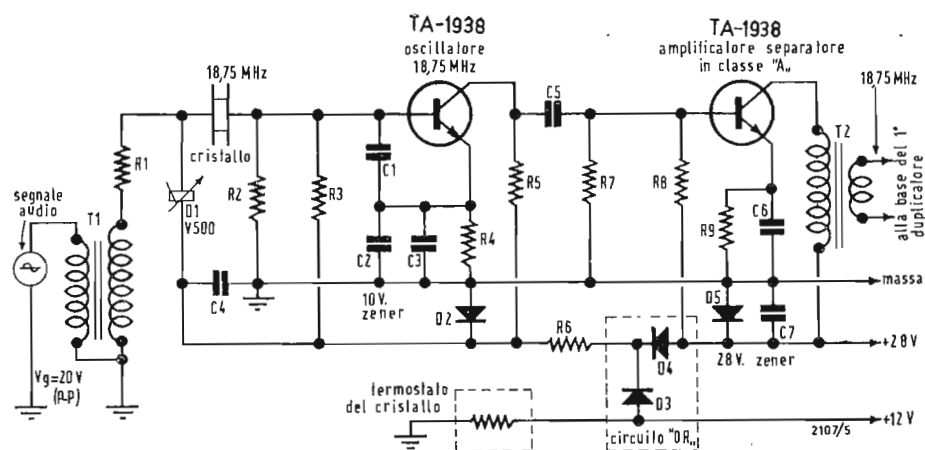 TA-1938
oscillatore
18,75 MHz
TA-1938
amplificatore separatore
in classe "A„
18,75 MHz
18,75 MHz
cristallo
C5
T2
R1
C1
segnale
audio
T1
D1
V500
R2
R3
R5
R7
R8
alla base del 1°
duplicatore
C2
C3
R4
R9
C6
C4
massa
10 V.
zener
D2
D5
C7
R6
+28 V
28 V. zener
D4
Vg=20 V
(p-p)
termostato
del cristallo
D3
+12 V
circuito "OR„
2107/5